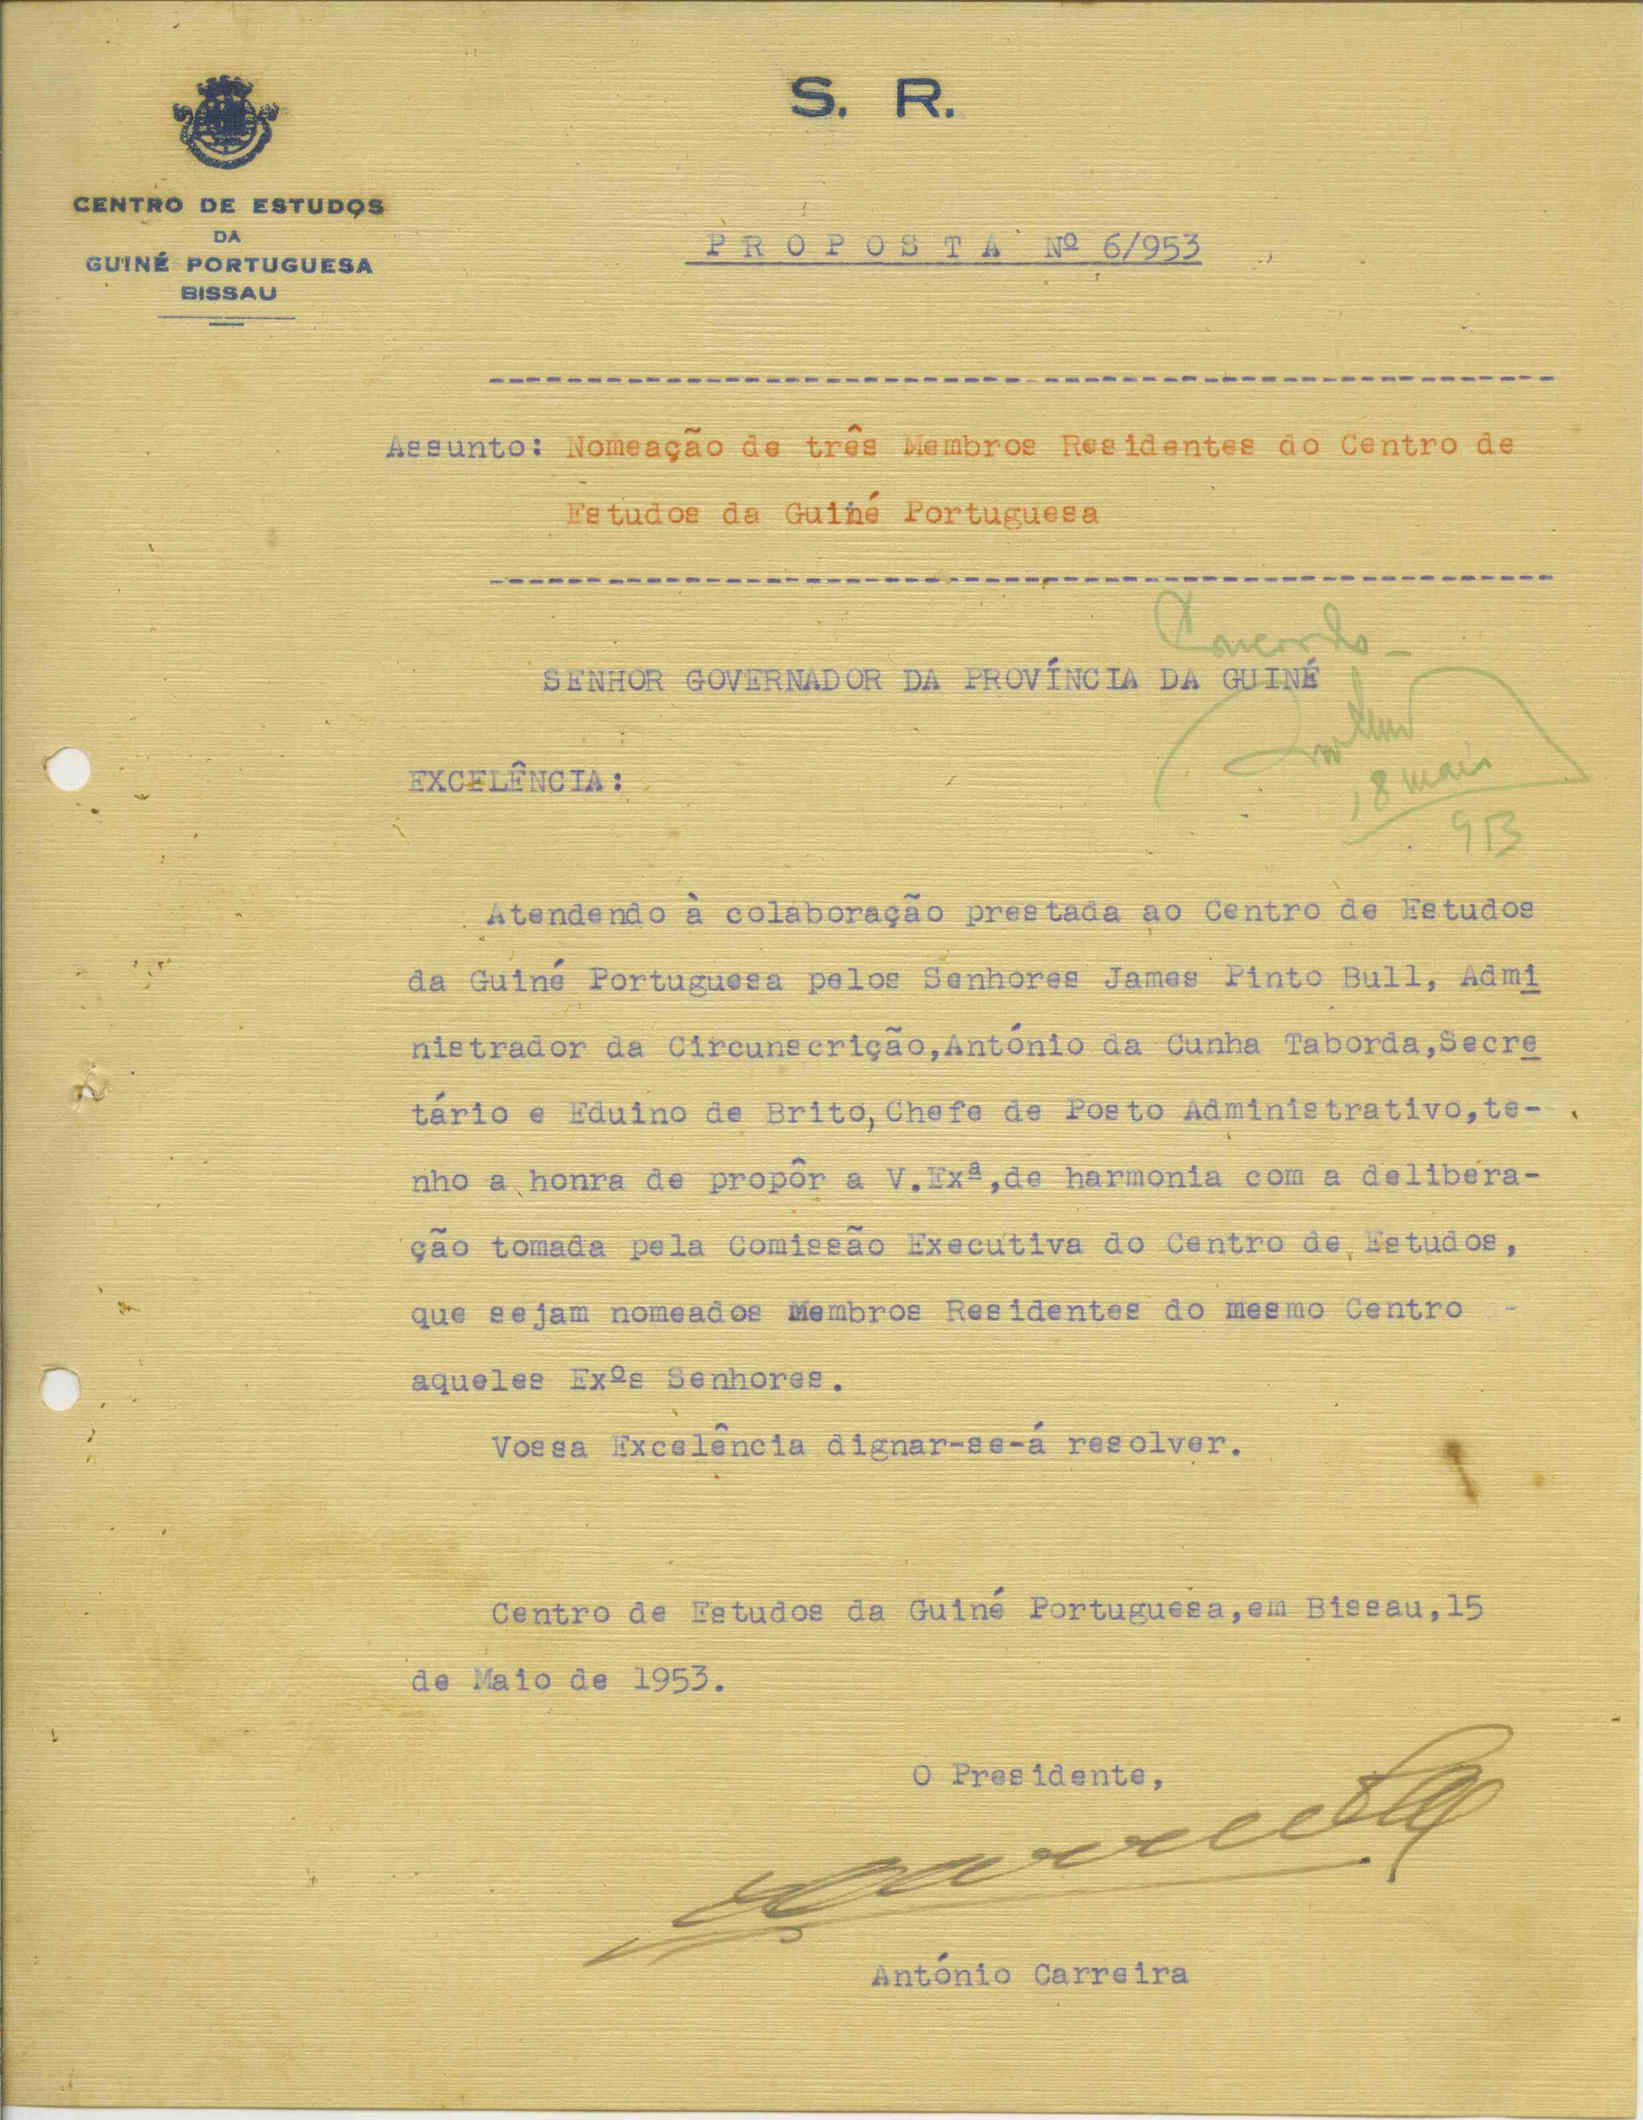 S. R.
CENTRO DE ESTUDOS
DA
GUINÉ PORTUGUESA
BISSAU
PROPOSTA Nº 6/953
Assunto: Nomeação de três Membros Residentes do Centro de
Estudos da Guiné Portuguesa
Concordo
SENHOR GOVERNADOR DA PROVÍNCIA DA GUINÉ
18 maio
953
EXCELÊNCIA:
Atendendo à colaboração prestada ao Centro de Estudos
da Guiné Portuguesa pelos Senhores James Pinto Bull, Admi
nistrador da Circunscrição,António da Cunha Taborda,Secre
tário e Eduino de Brito,Chefe de Posto Administrativo,te-
nho a honra de propôr a V.Exª,de harmonia com a delibera-
ção tomada pela Comissão Executiva do Centro de Estudos,
que sejam nomeados Membros Residentes do mesmo Centro -
aqueles Exºs Senhores.
Vossa Excelência dignar-se-á resolver.
Centro de Estudos da Guiné Portuguesa,em Bissau,15
de Maio de 1953.
O Presidente,
António Carreira